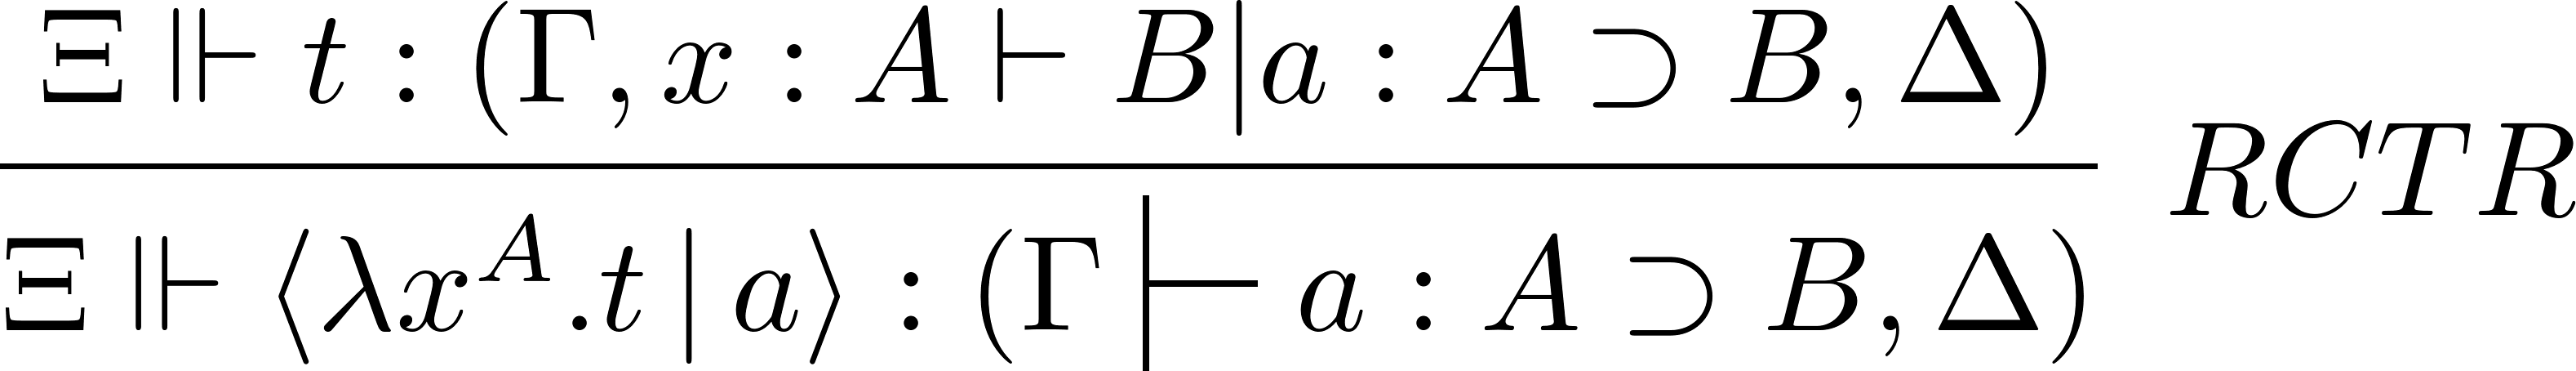 Ξ ⊪ t : (Γ, x : A ⊢ B|a : A ⊃ B, Δ)
RCTR
Ξ ⊪ ⟨λx^A.t | a⟩ : (Γ ⊢ a : A ⊃ B, Δ)